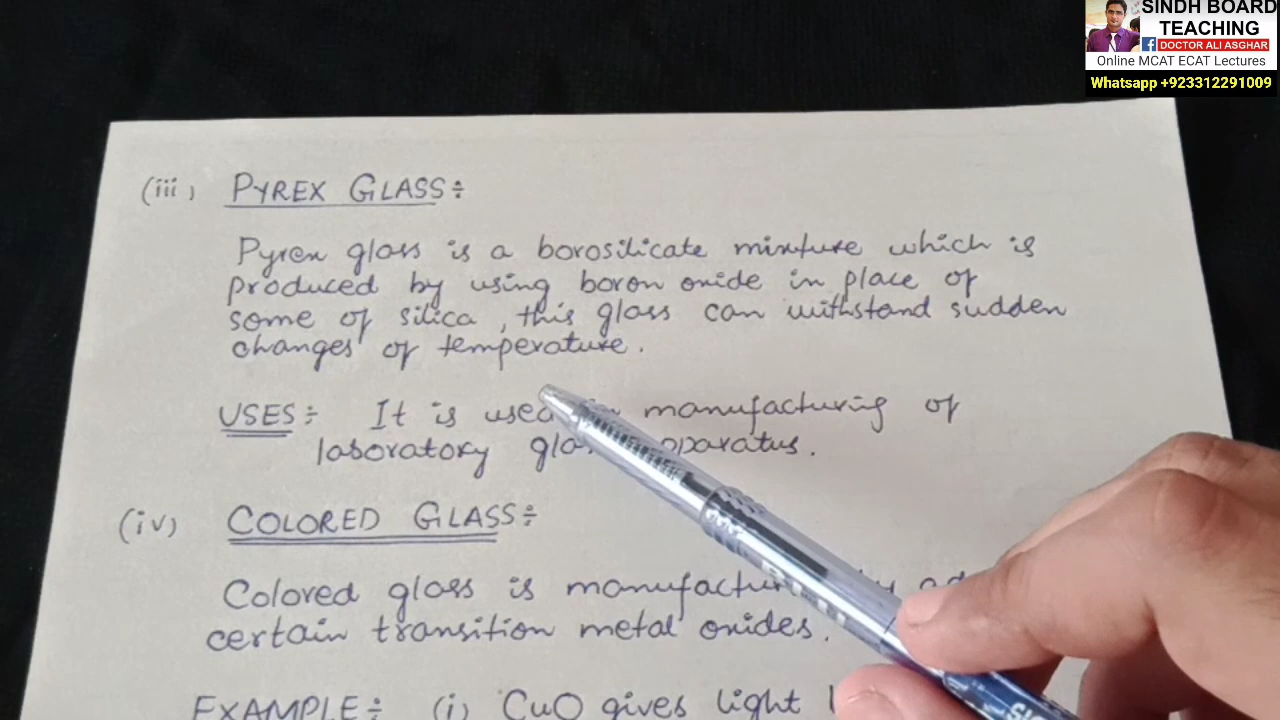 SINDH BOARD
TEACHING
DOCTOR ALI ASGHAR
Online MCAT ECAT Lectures
Whatsapp +923312291009
(iii) PYREX GLASS:
Pyrex glass is a borosilicate mixture which is
produced by using boron oxide in place of
some of silica, this glass can withstand sudden
changes of temperature.
USES: It is used in manufacturing of
laboratory paratus.
(iv) COLORED GLASS:
Colored glass is manufactur
certain transition metal oxides.
EXAMPLE: (i) CuO gives light